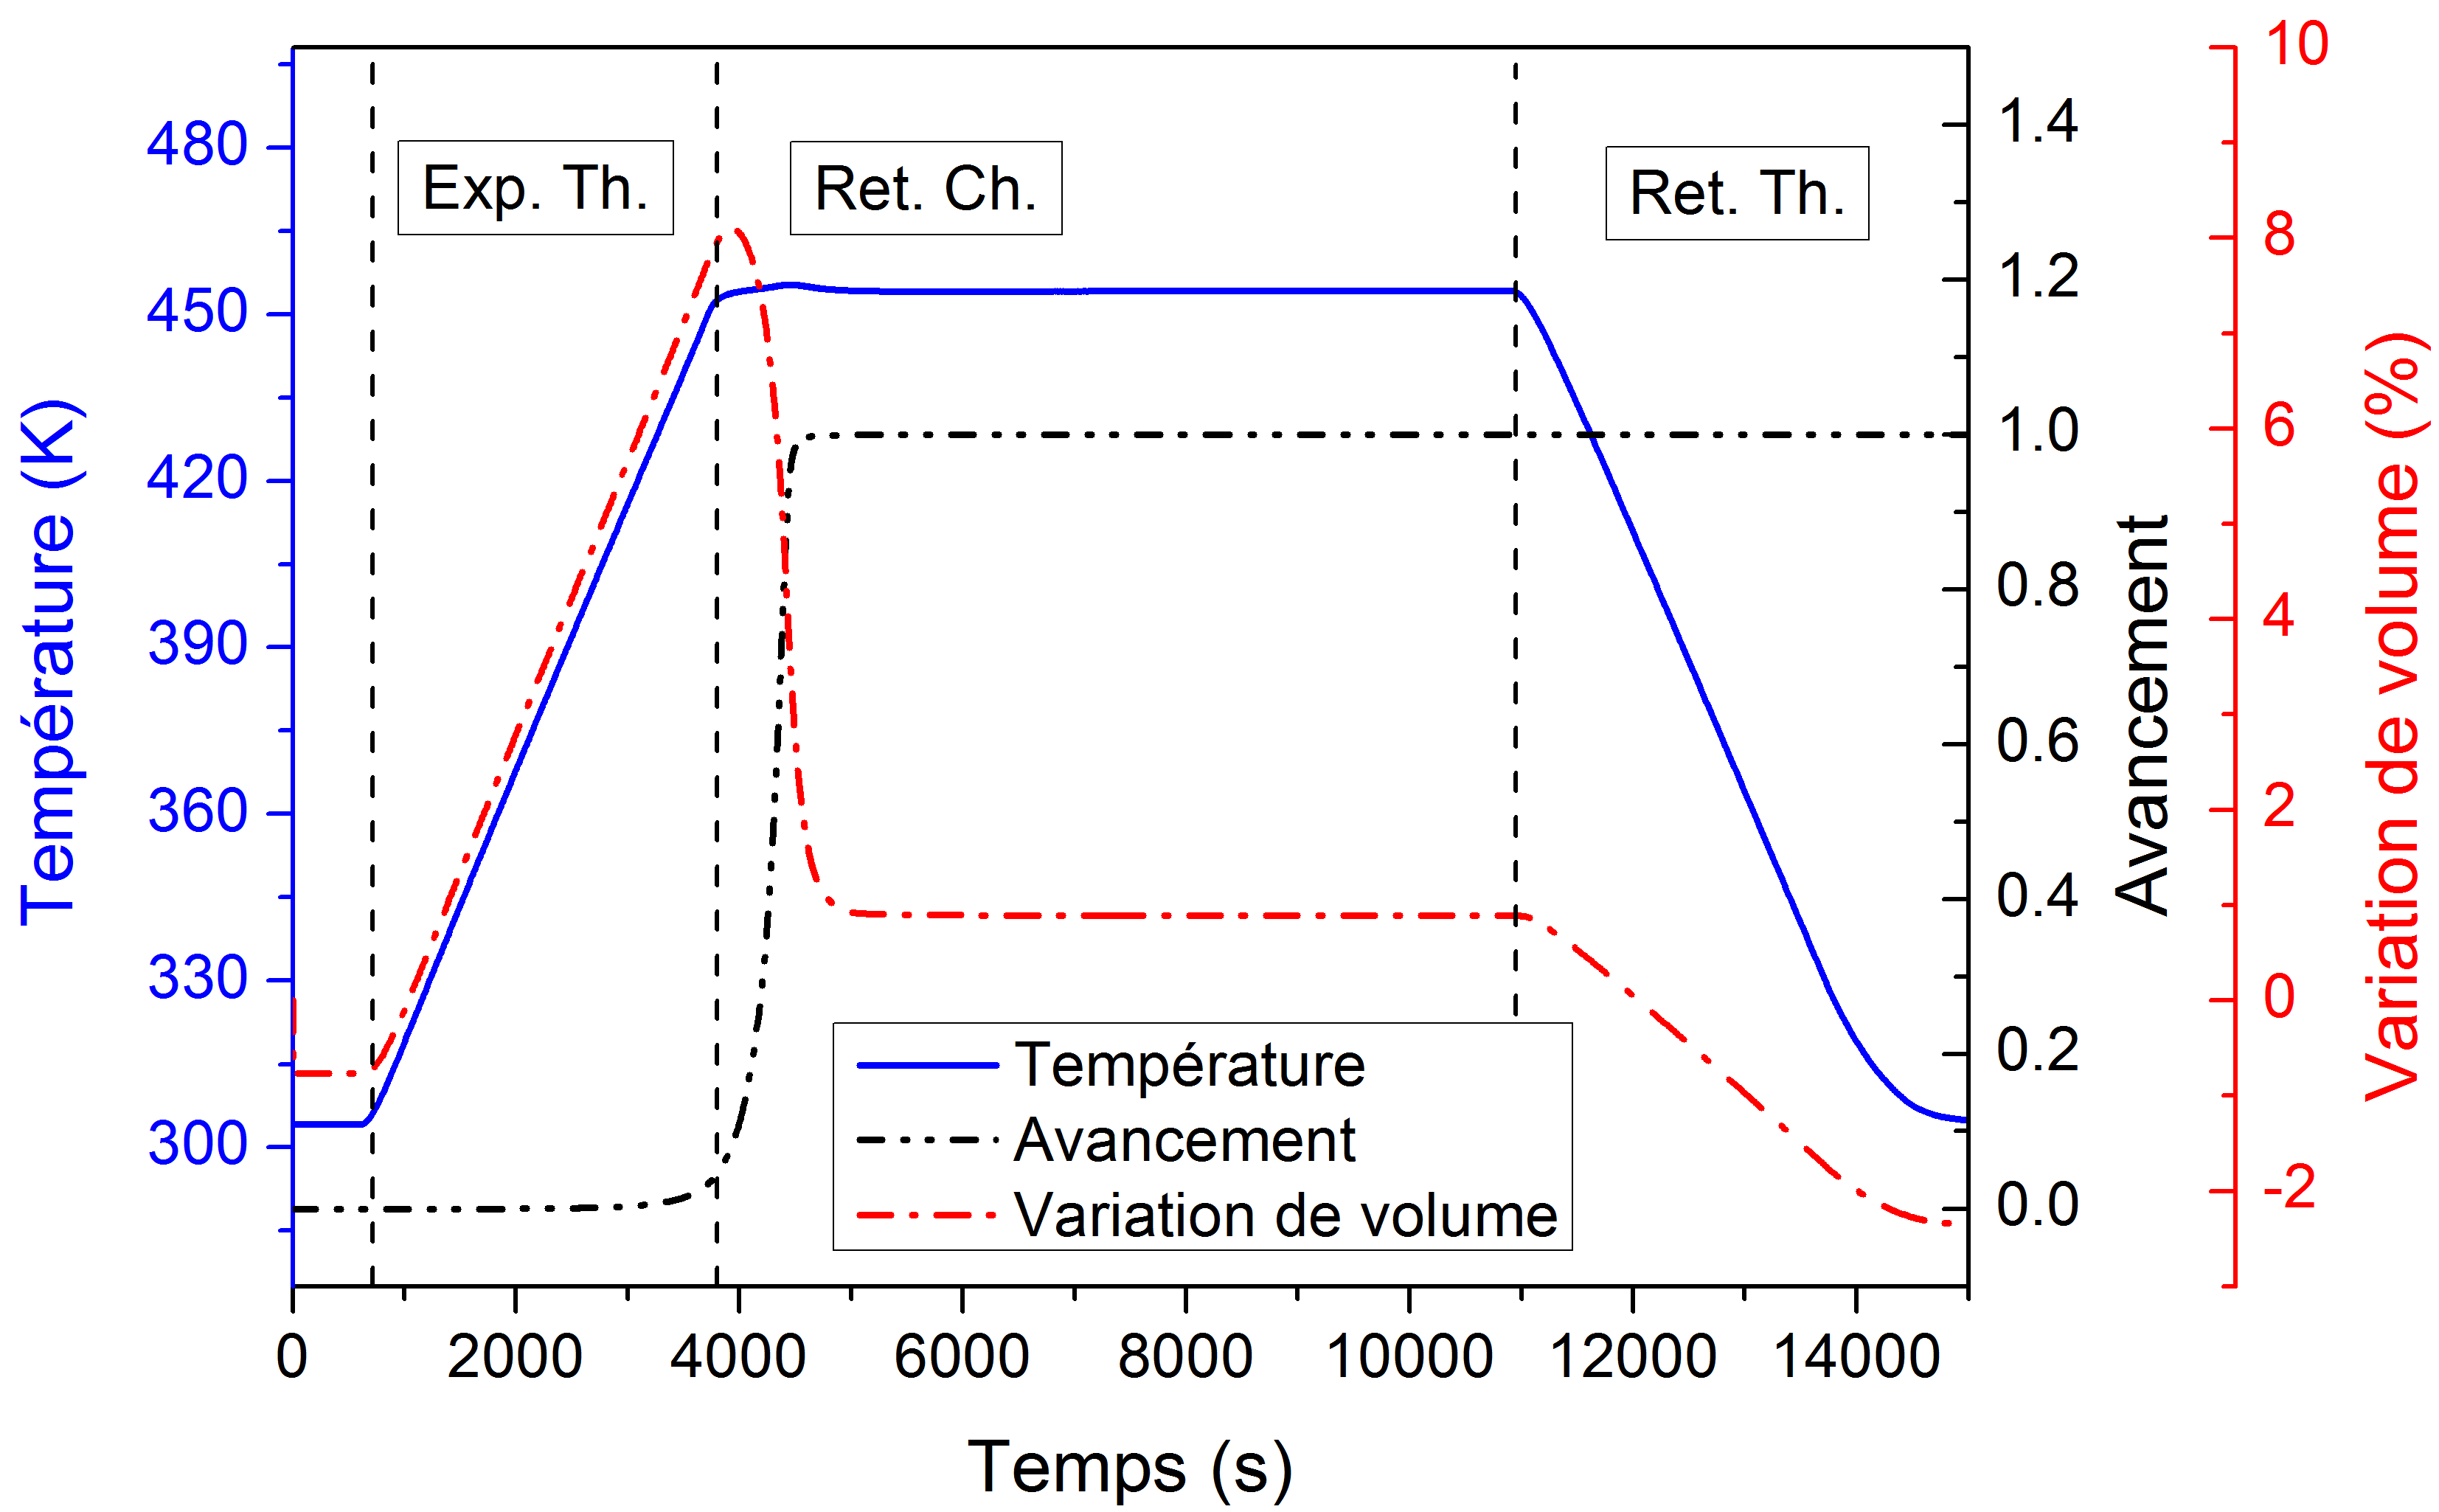 Exp. Th.
Ret. Ch.
Ret. Th.
Température (K)
480
450
420
390
360
330
300
1.4
1.2
1.0
0.8
0.6
0.4
0.2
0.0
Avancement
10
8
6
4
2
0
-2
Variation de volume (%)
Température
Avancement
Variation de volume
0 2000 4000 6000 8000 10000 12000 14000
Temps (s)